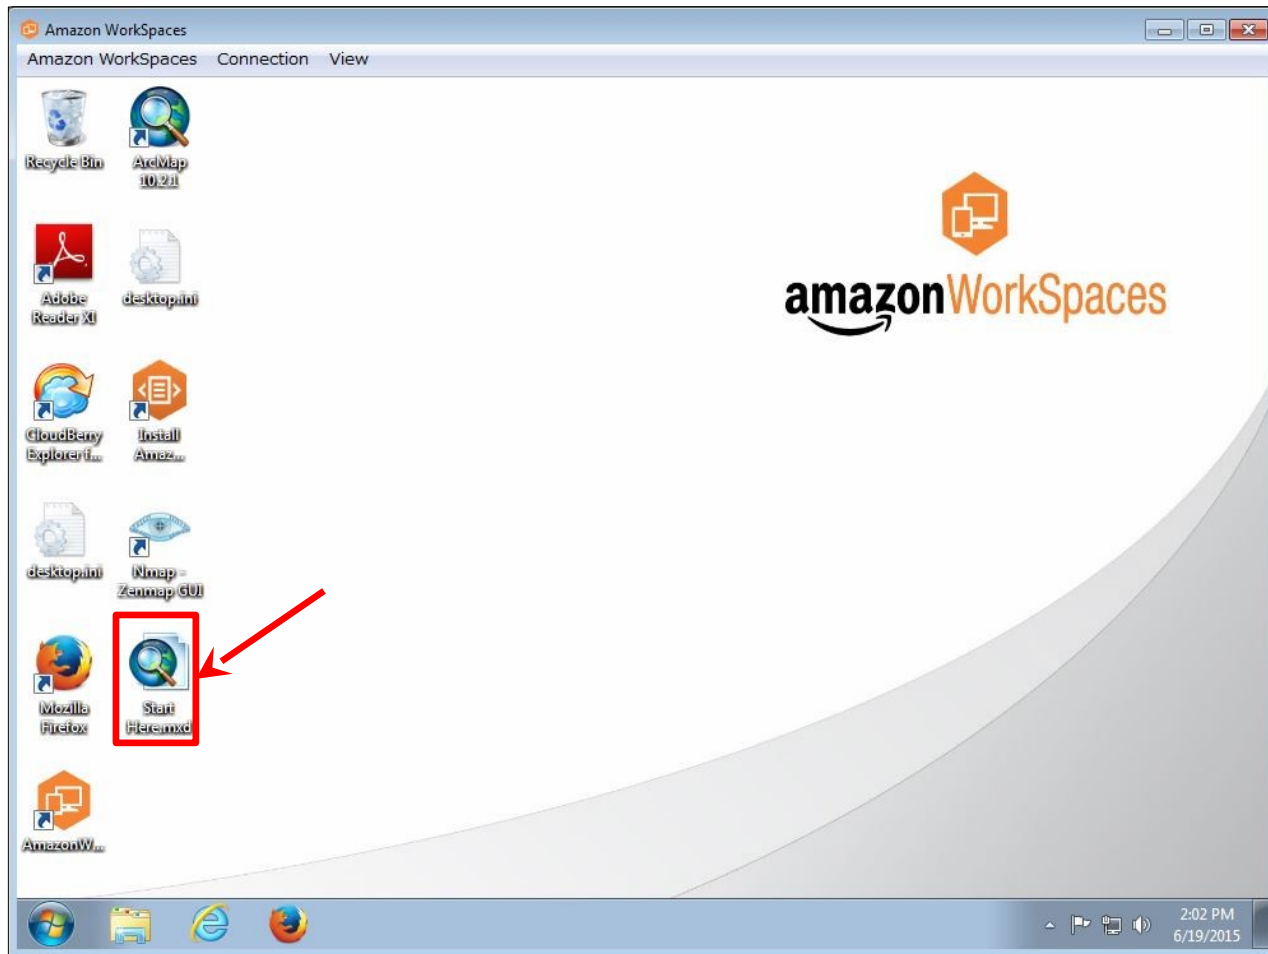 Amazon WorkSpaces
Amazon WorkSpaces Connection View
Recycle Bin
ArcMap
10.2.1
Adobe
Reader XI
desktop.ini
CloudBerry
Explorer f...
Install
Amaz...
desktop.ini
Nmap -
Zenmap GUI
Mozilla
Firefox
Start
Here.mxd
AmazonW...
amazonWorkSpaces
2:02 PM
6/19/2015